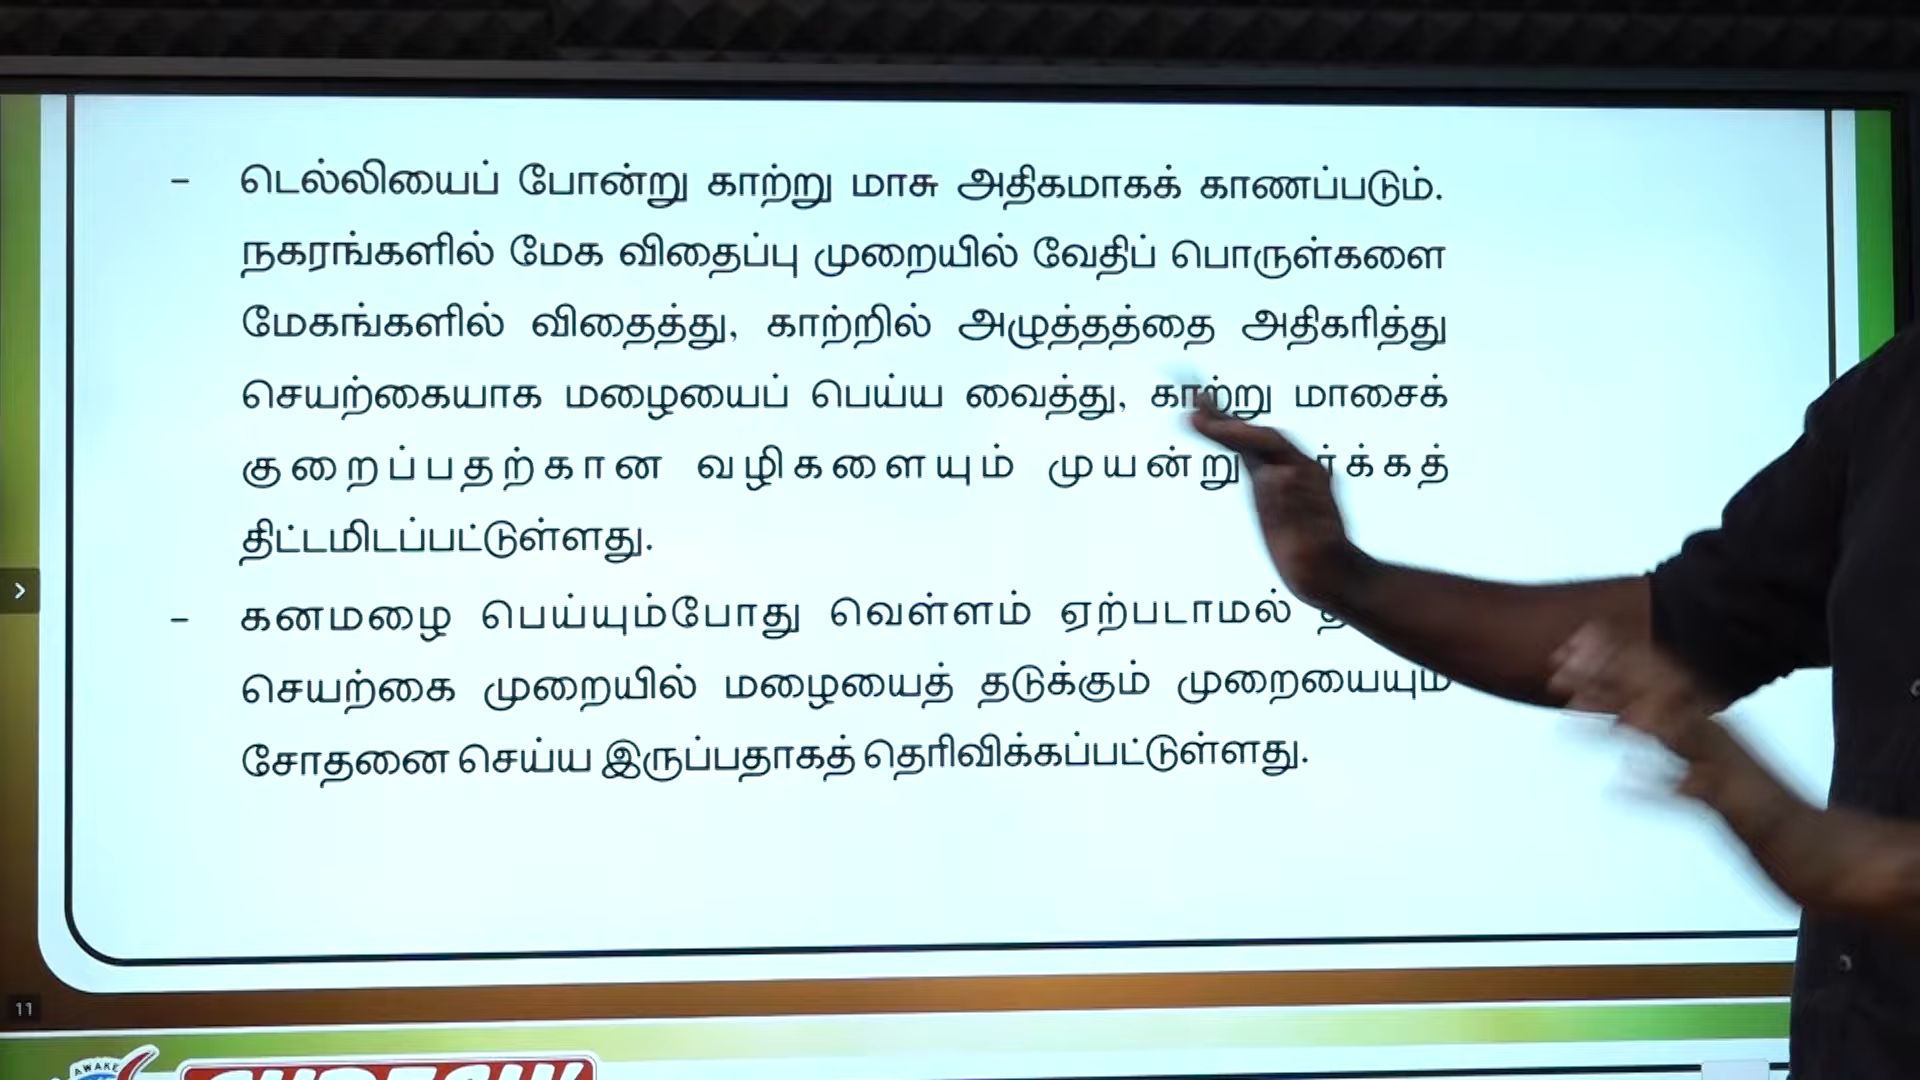 - டெல்லியைப் போன்று காற்று மாசு அதிகமாகக் காணப்படும்.
நகரங்களில் மேக விதைப்பு முறையில் வேதிப் பொருள்களை
மேகங்களில் விதைத்து, காற்றில் அழுத்தத்தை அதிகரித்து
செயற்கையாக மழையைப் பெய்ய வைத்து, காற்று மாசைக்
குறைப்பதற்கான வழிகளையும் முயன்று
திட்டமிடப்பட்டுள்ளது.
- கனமழை பெய்யும்போது வெள்ளம் ஏற்படாமல்
செயற்கை முறையில் மழையைத் தடுக்கும் முறையையும்
சோதனை செய்ய இருப்பதாகத் தெரிவிக்கப்பட்டுள்ளது.
11
AWAKE